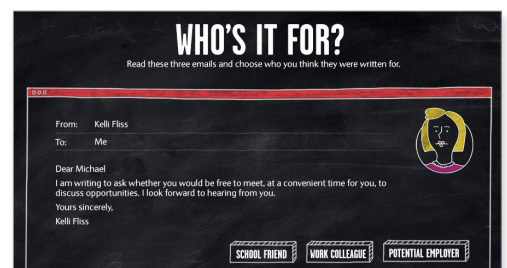 WHO'S IT FOR?
Read these three emails and choose who you think they were written for.
From: Kelli Fliss
To: Me
Dear Michael
I am writing to ask whether you would be free to meet, at a convenient time for you, to
discuss opportunities. I look forward to hearing from you.
Yours sincerely,
Kelli Fliss
SCHOOL FRIEND WORK COLLEAGUE POTENTIAL EMPLOYER